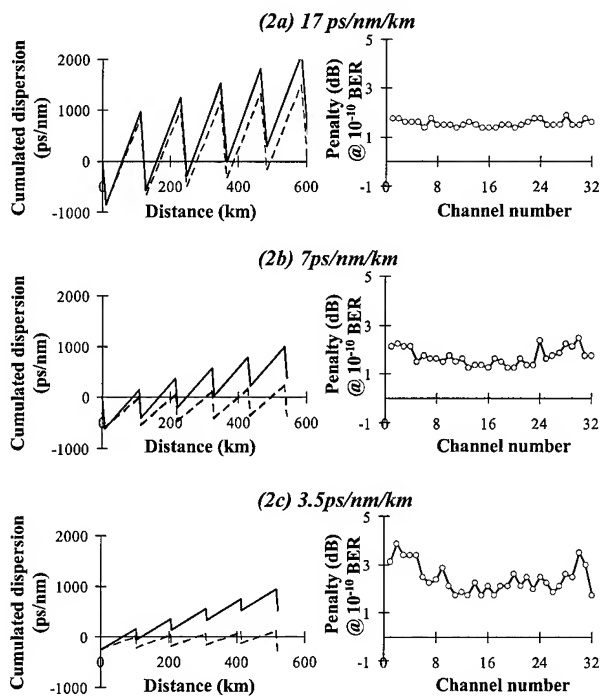 (2a) 17 ps/nm/km
Cumulated dispersion
(ps/nm)
2000
1000
0
-1000
0
200
400
600
Distance (km)
Penalty (dB)
@ 10-10 BER
5
3
1
-1
0
8
16
24
32
Channel number
(2b) 7ps/nm/km
Cumulated dispersion
(ps/nm)
2000
1000
0
-1000
0
200
400
600
Distance (km)
Penalty (dB)
@ 10-10 BER
5
3
1
-1
0
8
16
24
32
Channel number
(2c) 3.5ps/nm/km
Cumulated dispersion
(ps/nm)
2000
1000
0
-1000
0
200
400
600
Distance (km)
Penalty (dB)
@ 10-10 BER
5
3
1
-1
0
8
16
24
32
Channel number